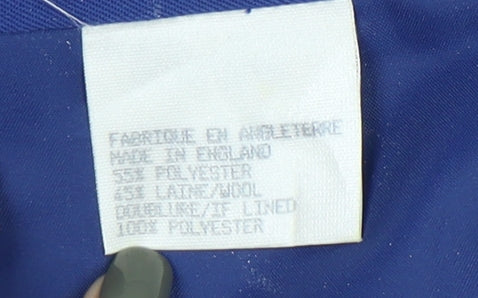 FABRIQUE EN ANGLETERRE
MADE IN ENGLAND
55% POLYESTER
45% LAINE/WOOL
DOUBLURE/IF LINED
100% POLYESTER